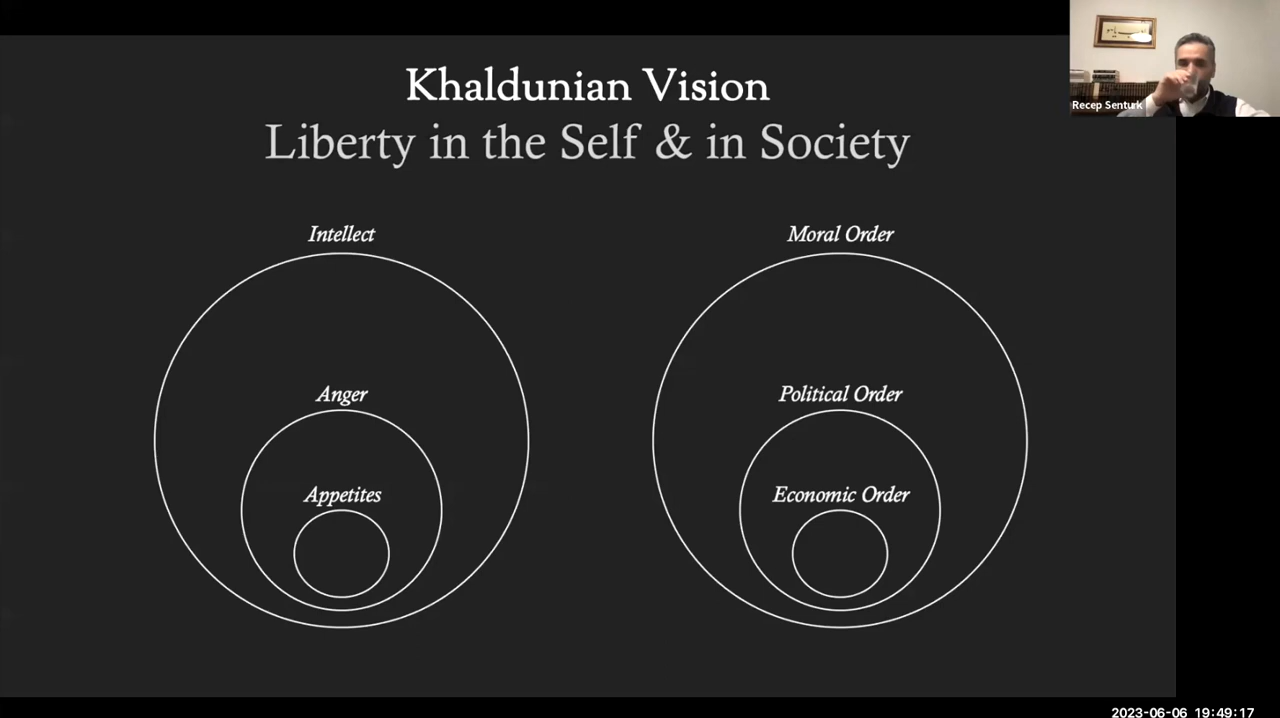 Khaldunian Vision
Liberty in the Self & in Society
Recep Senturk
Intellect
Moral Order
Anger
Political Order
Appetites
Economic Order
2023-06-06 19:49:17